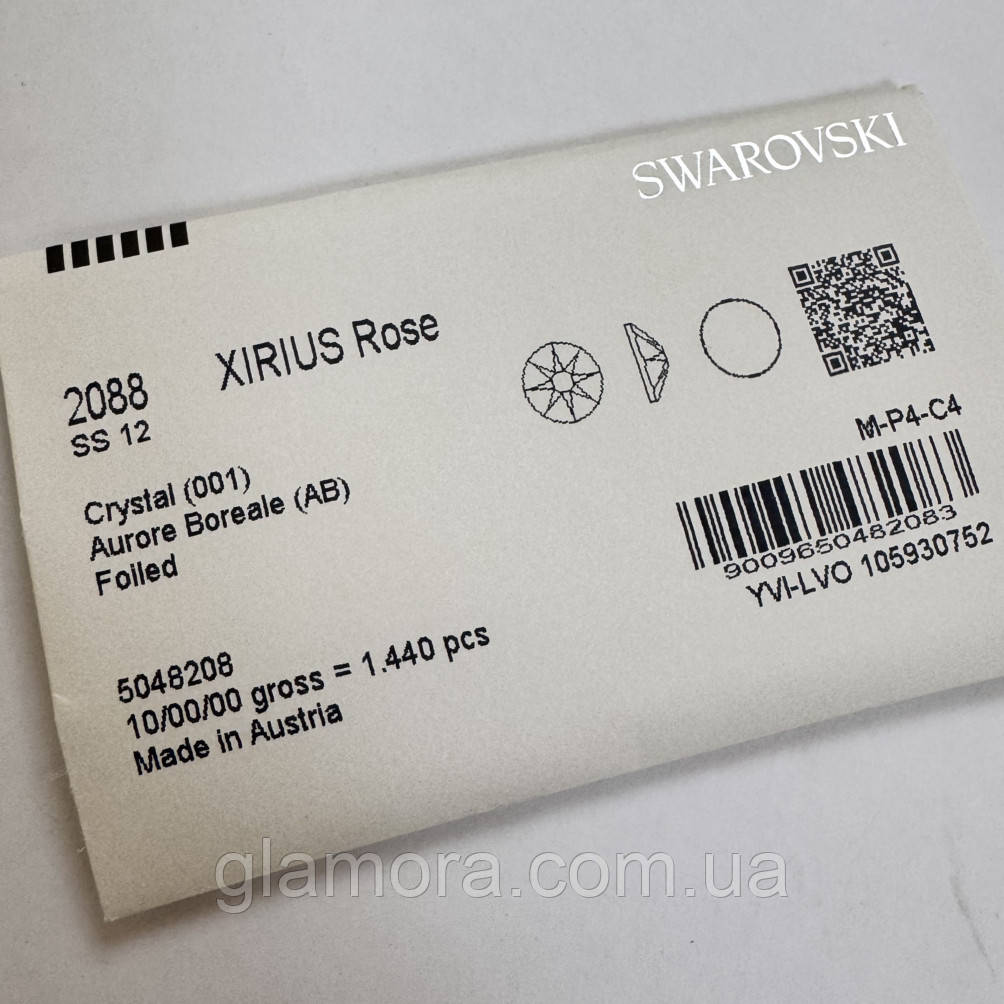 SWAROVSKI
2088 XIRIUS Rose
SS 12
Crystal (001)
Aurore Boreale (AB)
Foiled
M-P4-C4
9009650482083
YVI-LVO 105930752
5048208
10/00/00 gross = 1.440 pcs
Made in Austria
glamora.com.ua